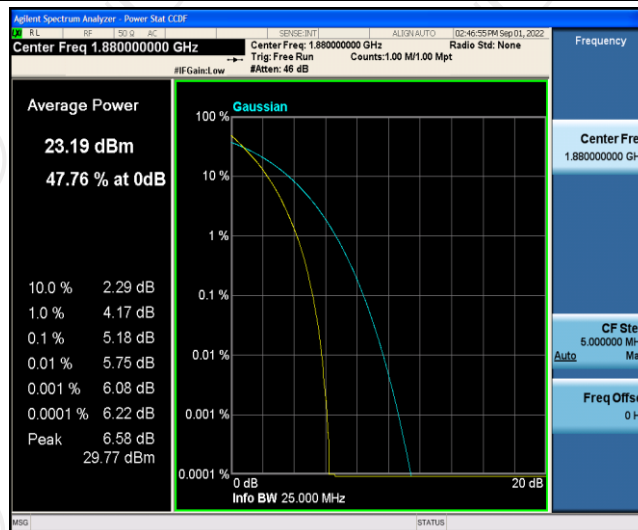 Agilent Spectrum Analyzer - Power Stat CCDF
RL RF 50 Ω AC SENSE:INT ALIGN AUTO 02:46:55 PM Sep 01, 2022
Center Freq 1.880000000 GHz
Center Freq: 1.880000000 GHz Radio Std: None
Trig: Free Run Counts:1.00 M/1.00 Mpt
#IFGain:Low #Atten: 46 dB
Frequency
Average Power
23.19 dBm
47.76 % at 0dB
10.0 % 2.29 dB
1.0 % 4.17 dB
0.1 % 5.18 dB
0.01 % 5.75 dB
0.001 % 6.08 dB
0.0001 % 6.22 dB
Peak 6.58 dB
29.77 dBm
Gaussian
100 %
10 %
1 %
0.1 %
0.01 %
0.001 %
0.0001 %
0 dB 20 dB
Info BW 25.000 MHz
Center Fre
1.880000000 GH
CF Ste
5.000000 MH
Auto Ma
Freq Offs
0 H
MSG STATUS